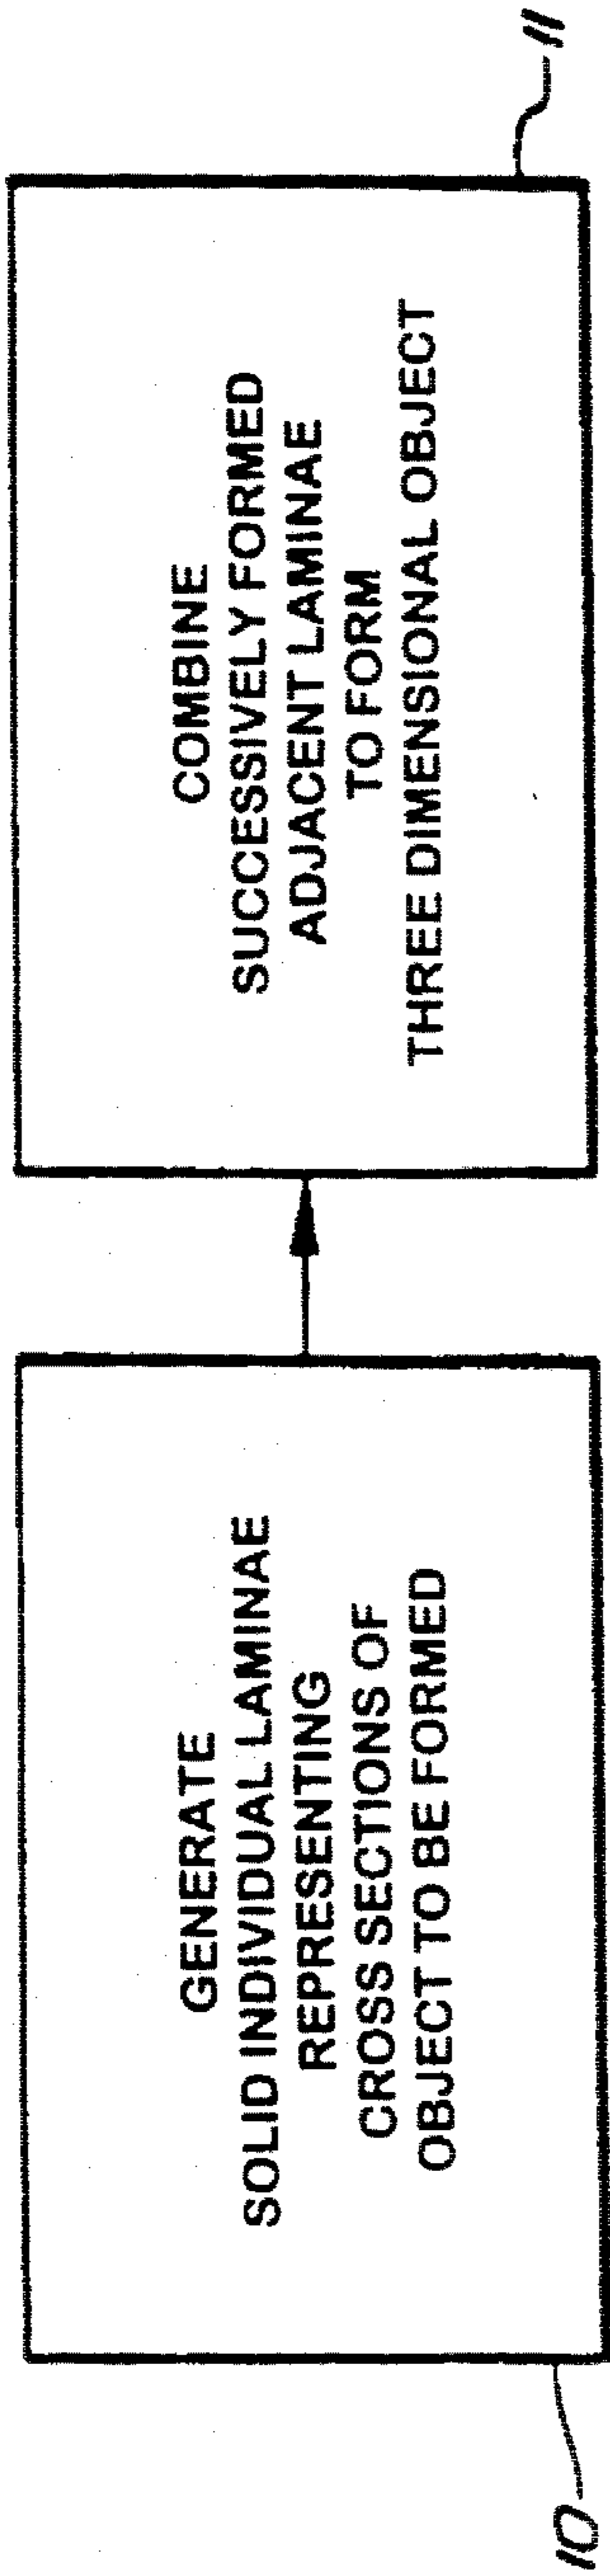 GENERATE
SOLID INDIVIDUAL LAMINAE
REPRESENTING
CROSS SECTIONS OF
OBJECT TO BE FORMED
10
COMBINE
SUCCESSIVELY FORMED
ADJACENT LAMINAE
TO FORM
THREE DIMENSIONAL OBJECT
11